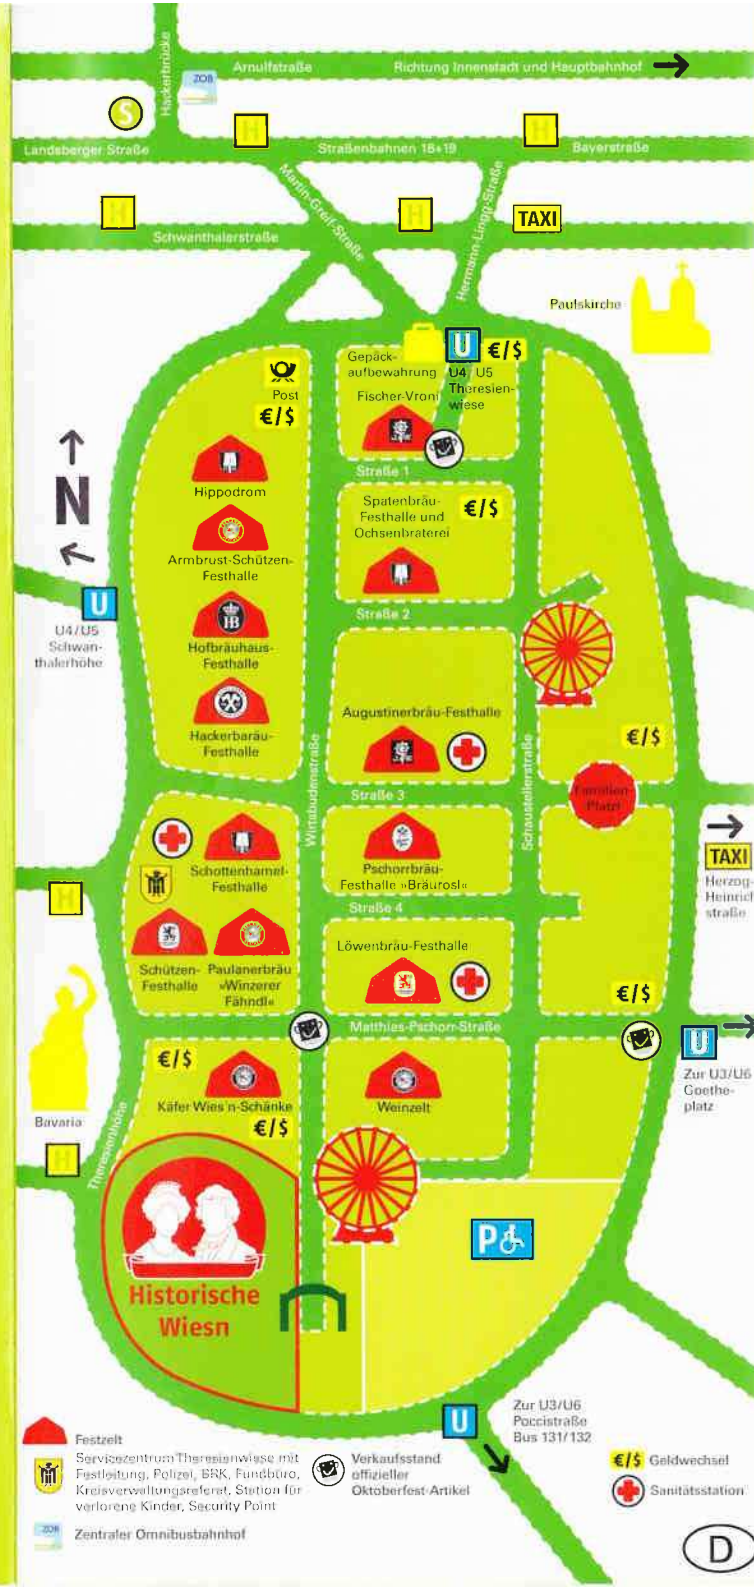 Hackerbrücke
ZOB
Arnulfstraße
Richtung Innenstadt und Hauptbahnhof
S
H
H
Landsberger Straße
Straßenbahnen 18+19
Bayerstraße
Martin-Greif-Straße
Hermann-Lingg-Straße
H
H
TAXI
Schwanthalerstraße
Paulskirche
Gepäck-
aufbewahrung
U
€/$
U4, U5
Theresien-
wiese
Post
€/$
Fischer-Vroni
N
Hippodrom
Straße 1
Spatenbräu-
Festhalle und
Ochsenbraterei
€/$
Armbrust-Schützen-
Festhalle
U
U4/U5
Schwan-
thalerhöhe
HB
Hofbräuhaus-
Festhalle
Straße 2
Hackerbaräu-
Festhalle
Augustinerbräu-Festhalle
€/$
Wirtsbudenstraße
Schaustellerstraße
Straße 3
Familien-
Platzl
Schottenhamel-
Festhalle
Pschorrbräu-
Festhalle »Bräurosl«
TAXI
Herzog-
Heinrich
straße
H
Straße 4
Schützen-
Festhalle
Paulanerbräu
»Winzerer
Fähndl«
Löwenbräu-Festhalle
€/$
Matthias-Pschorr-Straße
U
Zur U3/U6
Goethe-
platz
€/$
Käfer Wies'n-Schänke
€/$
Weinzelt
Bavaria
H
Theresienhöhe
P
Historische
Wiesn
U
Zur U3/U6
Poccistraße
Bus 131/132
Festzelt
Servicezentrum Theresienwiese mit
Festleitung, Polizei, BRK, Fundbüro,
Kreisverwaltungsreferat, Station für
verlorene Kinder, Security Point
Verkaufsstand
offizieller
Oktoberfest-Artikel
€/$ Geldwechsel
Sanitätsstation
ZOB
Zentraler Omnibusbahnhof
D